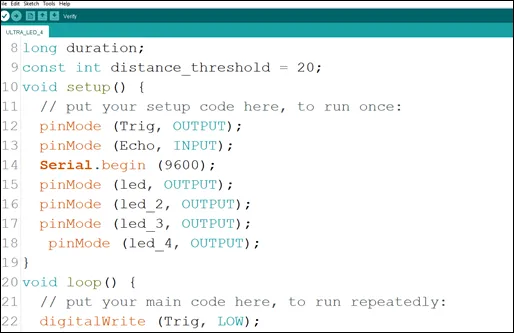 File Edit Sketch Tools Help
Verify
ULTRA_LED_4
8 long duration;
9 const int distance_threshold = 20;
10 void setup() {
11 // put your setup code here, to run once:
12 pinMode (Trig, OUTPUT);
13 pinMode (Echo, INPUT);
14 Serial.begin (9600);
15 pinMode (led, OUTPUT);
16 pinMode (led_2, OUTPUT);
17 pinMode (led_3, OUTPUT);
18 pinMode (led_4, OUTPUT);
19 }
20 void loop() {
21 // put your main code here, to run repeatedly:
22 digitalWrite (Trig, LOW);